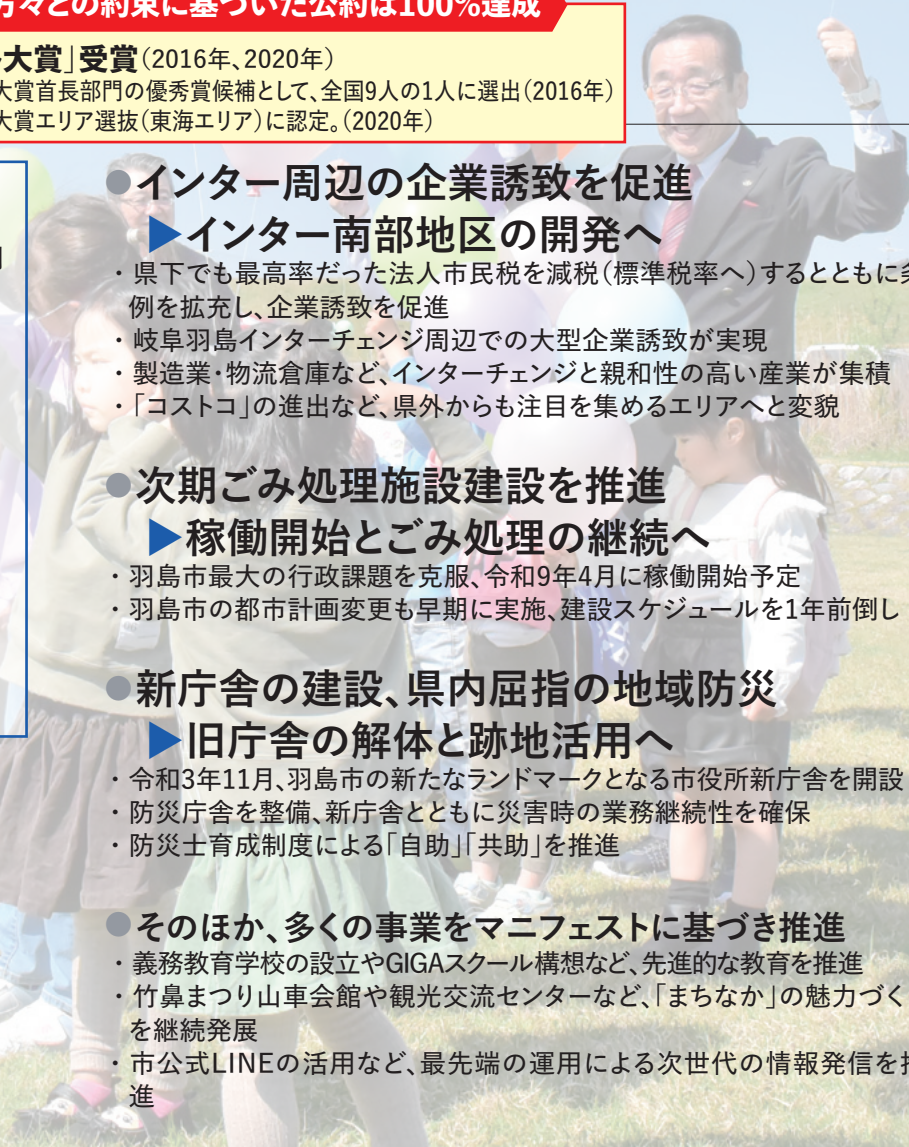 方々との約束に基づいた公約は100%達成
大賞」受賞(2016年、2020年)
大賞首長部門の優秀賞候補として、全国9人の1人に選出(2016年)
大賞エリア選抜(東海エリア)に認定。(2020年)
●インター周辺の企業誘致を促進
▶インター南部地区の開発へ
・県下でも最高率だった法人市民税を減税(標準税率へ)するとともに条
例を拡充し、企業誘致を促進
・岐阜羽島インターチェンジ周辺での大型企業誘致が実現
・製造業・物流倉庫など、インターチェンジと親和性の高い産業が集積
・「コストコ」の進出など、県外からも注目を集めるエリアへと変貌
●次期ごみ処理施設建設を推進
▶稼働開始とごみ処理の継続へ
・羽島市最大の行政課題を克服、令和9年4月に稼働開始予定
・羽島市の都市計画変更も早期に実施、建設スケジュールを1年前倒し
●新庁舎の建設、県内屈指の地域防災
▶旧庁舎の解体と跡地活用へ
・令和3年11月、羽島市の新たなランドマークとなる市役所新庁舎を開設
・防災庁舎を整備、新庁舎とともに災害時の業務継続性を確保
・防災士育成制度による「自助」「共助」を推進
●そのほか、多くの事業をマニフェストに基づき推進
・義務教育学校の設立やGIGAスクール構想など、先進的な教育を推進
・竹鼻まつり山車会館や観光交流センターなど、「まちなか」の魅力づく
を継続発展
・市公式LINEの活用など、最先端の運用による次世代の情報発信を推
進